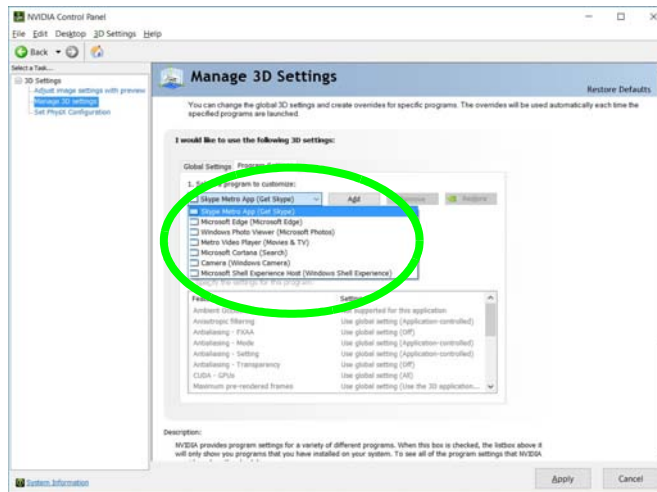 NVIDIA Control Panel
File Edit Desktop 3D Settings Help
Back
Select a Task...
3D Settings
Adjust image settings with preview
Manage 3D settings
Set PhysX Configuration
Manage 3D Settings
Restore Defaults
You can change the global 3D settings and create overrides for specific programs. The overrides will be used automatically each time the
specified programs are launched.
I would like to use the following 3D settings:
Global Settings Program
1. a program to customize:
Skype Metro App (Get Skype) Add Remove Restore
Skype Metro App (Get Skype)
Microsoft Edge (Microsoft Edge)
Windows Photo Viewer (Microsoft Photos)
Metro Video Player (Movies & TV)
Microsoft Cortana (Search)
Camera (Windows Camera)
Microsoft Shell Experience Host (Windows Shell Experience)
the settings for this program:
Ambient supported for this application
Anisotropic filtering Use global setting (Application-controlled)
Antialiasing - FXAA Use global setting (Off)
Antialiasing - Mode Use global setting (Application-controlled)
Antialiasing - Setting Use global setting (Application-controlled)
Antialiasing - Transparency Use global setting (Off)
CUDA - GPUs Use global setting (All)
Maximum pre-rendered frames Use global setting (Use the 3D application...
Description:
NVIDIA provides program settings for a variety of different programs. When this box is checked, the listbox above it
will only show you programs that you have installed on your system. To see all of the program settings that NVIDIA
System Information
Apply Cancel